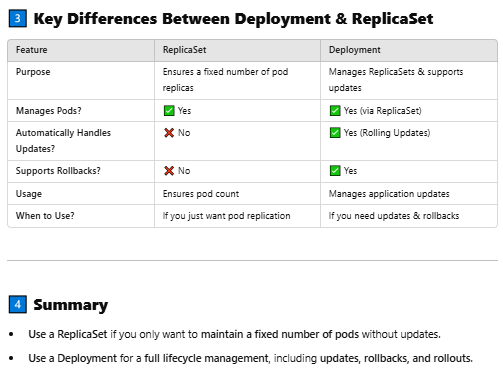 3 Key Differences Between Deployment & ReplicaSet
Feature ReplicaSet Deployment
Purpose Ensures a fixed number of pod replicas Manages ReplicaSets & supports updates
Manages Pods? ✅ Yes ✅ Yes (via ReplicaSet)
Automatically Handles Updates? ❌ No ✅ Yes (Rolling Updates)
Supports Rollbacks? ❌ No ✅ Yes
Usage Ensures pod count Manages application updates
When to Use? If you just want pod replication If you need updates & rollbacks
4 Summary
• Use a ReplicaSet if you only want to maintain a fixed number of pods without updates.
• Use a Deployment for a full lifecycle management, including updates, rollbacks, and rollouts.